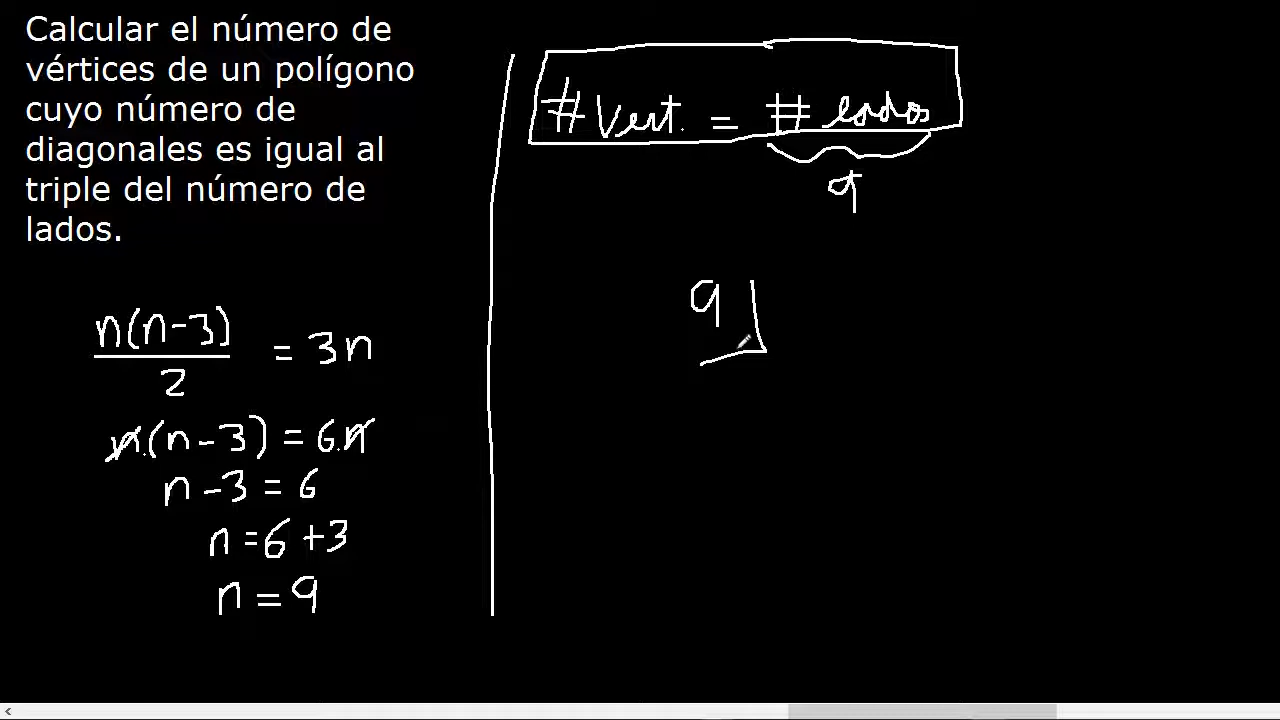 Calcular el número de
vértices de un polígono
cuyo número de
diagonales es igual al
triple del número de
lados.
n(n-3)
2
= 3n
n.(n-3) = 6.n
n-3 = 6
n = 6 + 3
n = 9
# Vert. = # lados
9
9